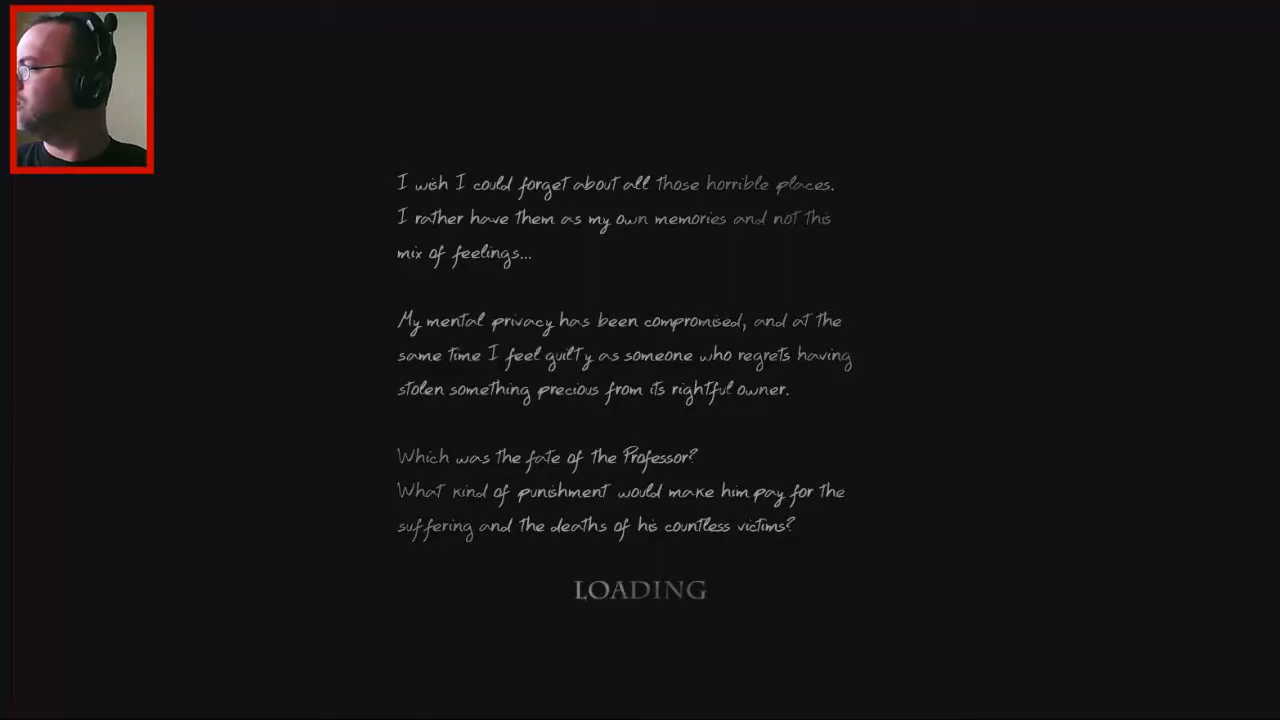 I wish I could forget about all those horrible places.
I rather have them as my own memories and not this
mix of feelings...
My mental privacy has been compromised, and at the
same time I feel guilty as someone who regrets having
stolen something precious from its rightful owner.
Which was the fate of the Professor?
What kind of punishment would make him pay for the
suffering and the deaths of his countless victims?
LOADING